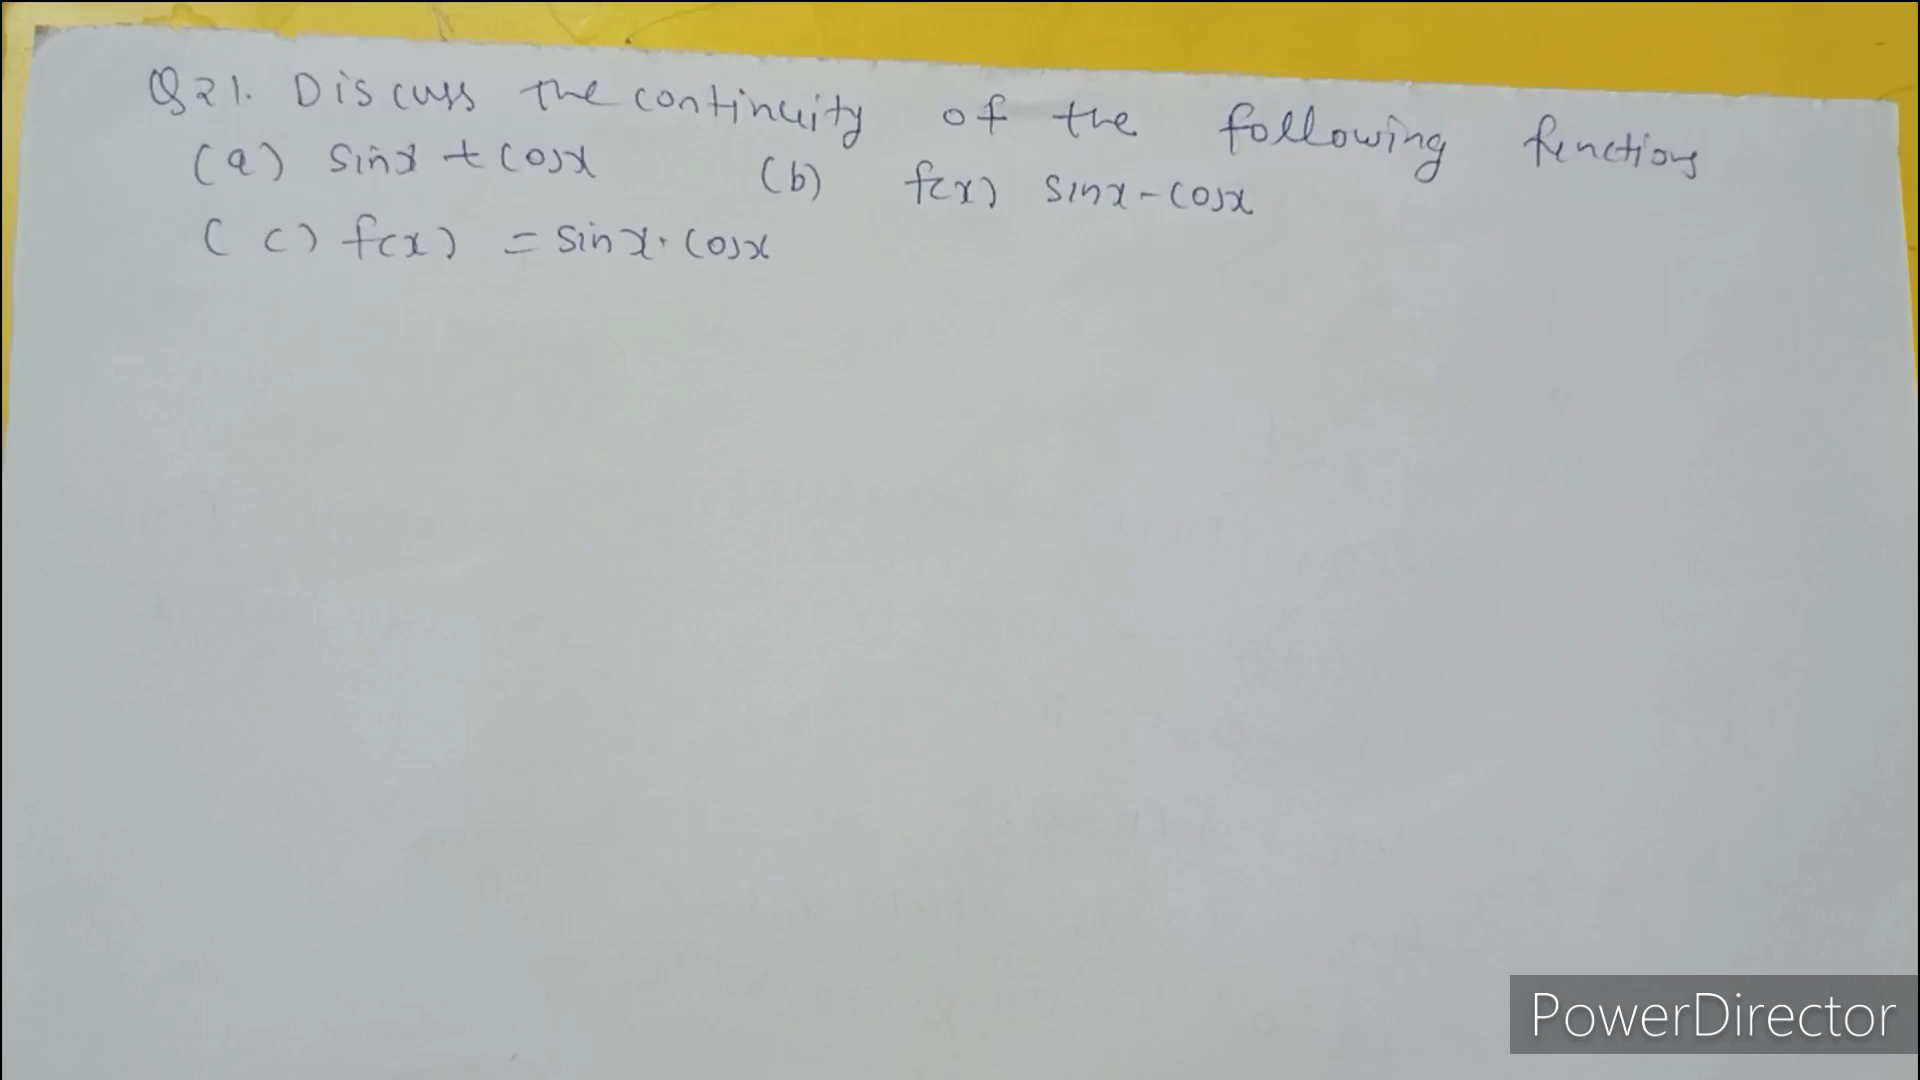 Q21. Discuss the continuity of the following functions
(a) sinx + cosx (b) f(x) sinx-cosx
(c) f(x) = sinx.cosx
PowerDirector